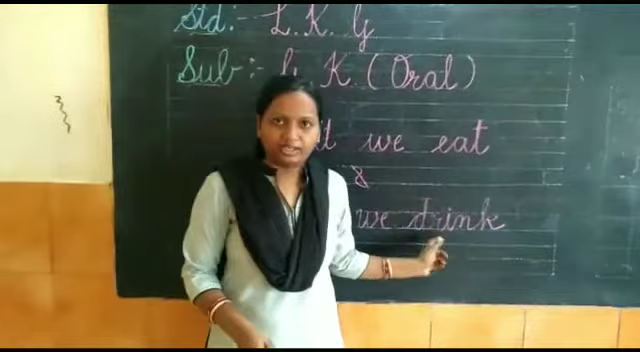 Std:- L.K.G
Sub:- G.K (Oral)
we eat
&
we drink